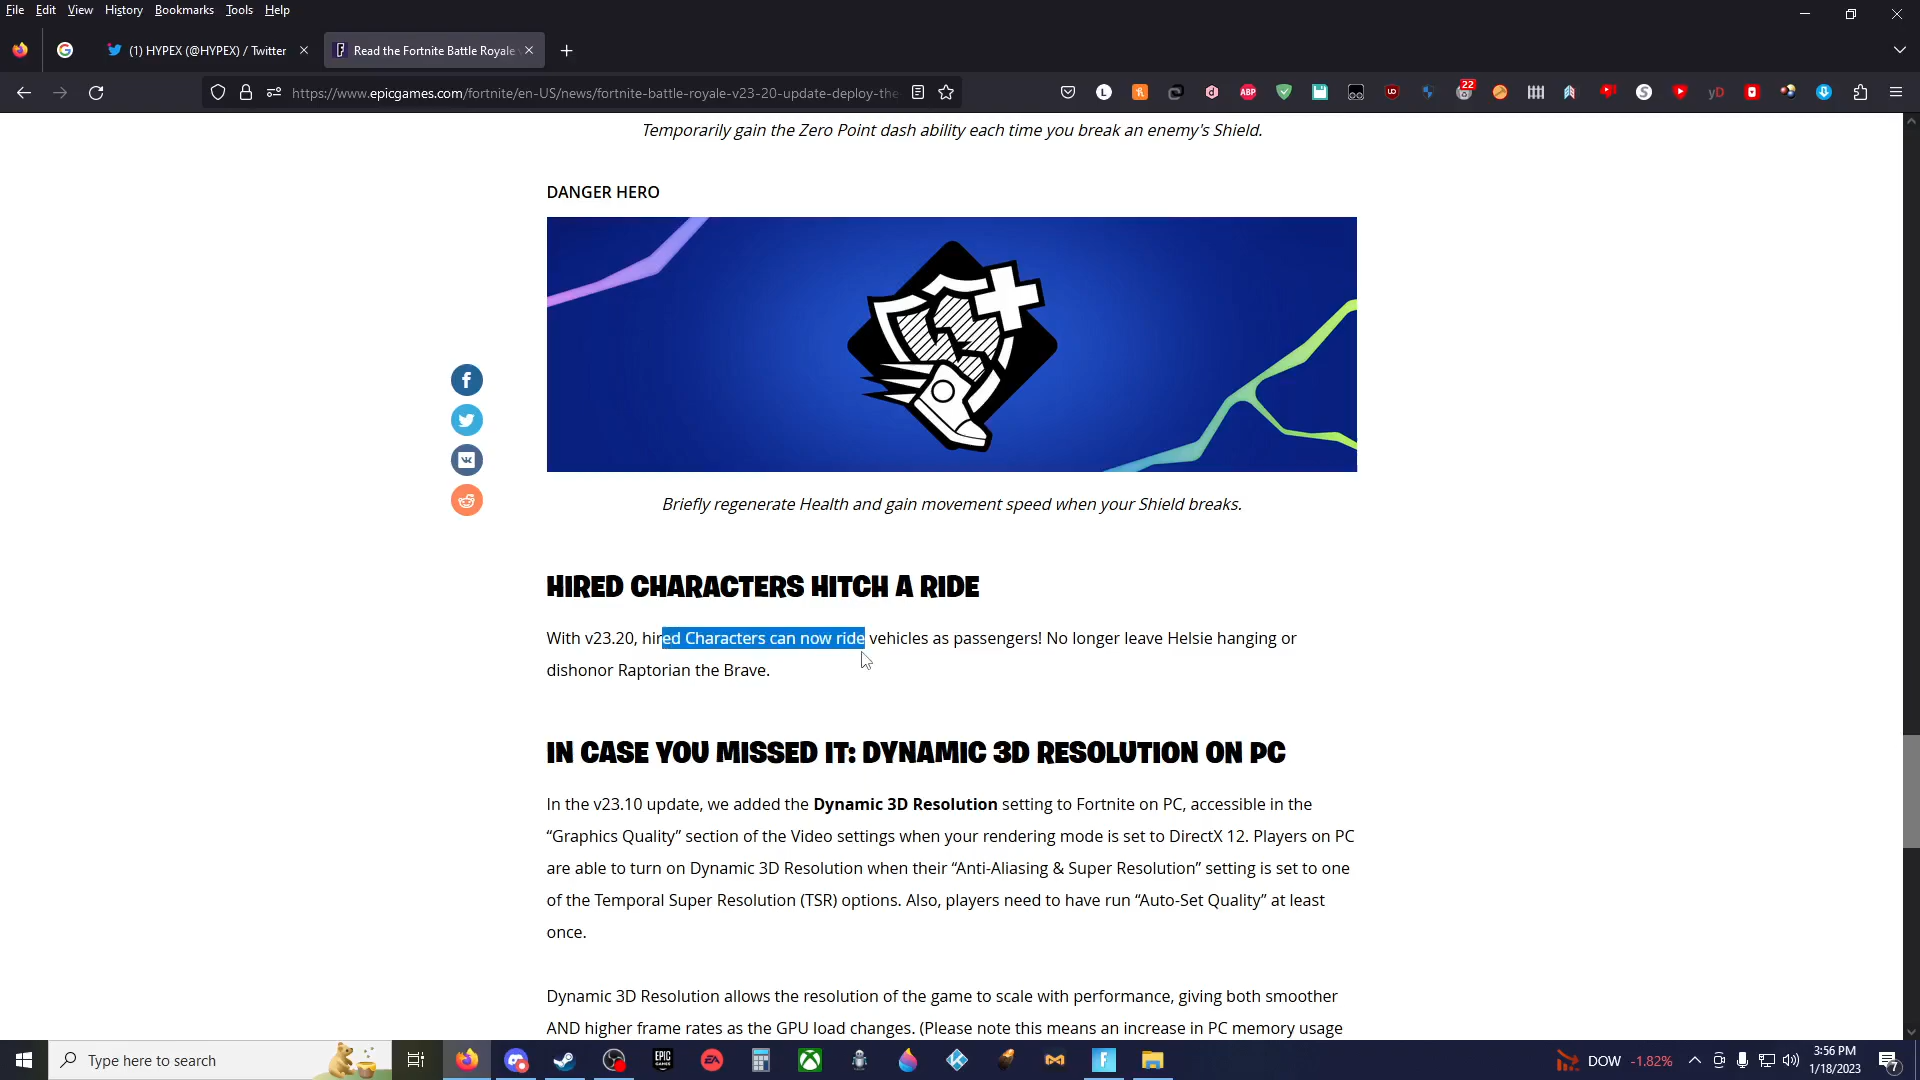 File Edit View History Bookmarks Tools Help
(1) HYPEX (@HYPEX) / Twitter
Read the Fortnite Battle Royale
https://www.epicgames.com/fortnite/en-US/news/fortnite-battle-royale-v23-20-update-deploy-the
L
ABP
UD
22
S
yD
Temporarily gain the Zero Point dash ability each time you break an enemy's Shield.
DANGER HERO
Briefly regenerate Health and gain movement speed when your Shield breaks.
HIRED CHARACTERS HITCH A RIDE
With v23.20, hired Characters can now ride vehicles as passengers! No longer leave Helsie hanging or
dishonor Raptorian the Brave.
IN CASE YOU MISSED IT: DYNAMIC 3D RESOLUTION ON PC
In the v23.10 update, we added the Dynamic 3D Resolution setting to Fortnite on PC, accessible in the
“Graphics Quality” section of the Video settings when your rendering mode is set to DirectX 12. Players on PC
are able to turn on Dynamic 3D Resolution when their “Anti-Aliasing & Super Resolution” setting is set to one
of the Temporal Super Resolution (TSR) options. Also, players need to have run “Auto-Set Quality” at least
once.
Dynamic 3D Resolution allows the resolution of the game to scale with performance, giving both smoother
AND higher frame rates as the GPU load changes. (Please note this means an increase in PC memory usage
Type here to search
EPIC GAMES
EA
DOW -1.82%
3:56 PM
1/18/2023
7